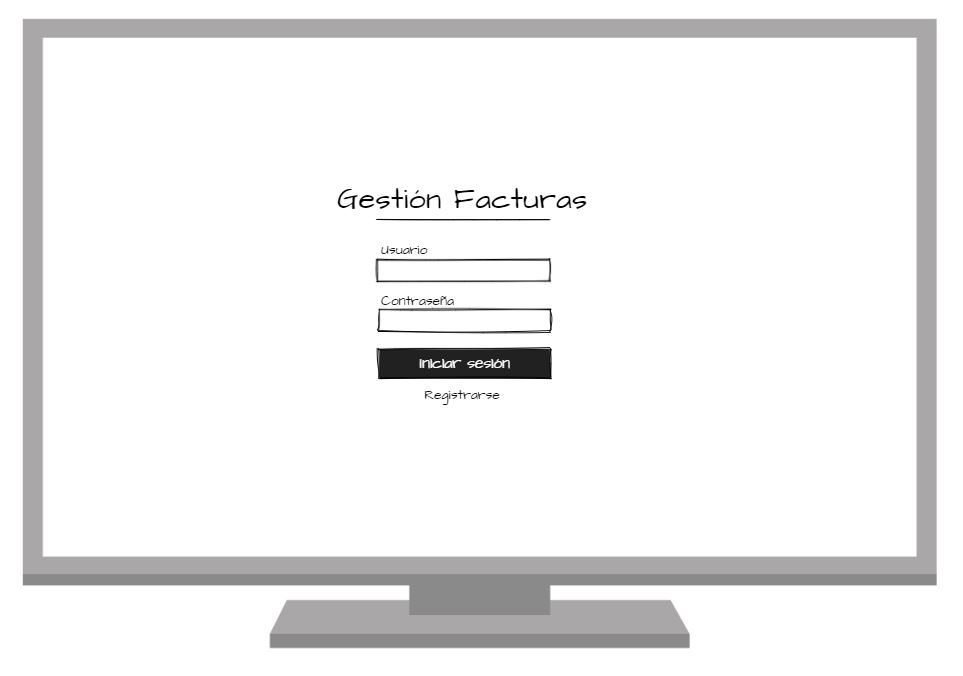 Gestión Facturas
Usuario
Contraseña
Iniciar sesión
Registrarse